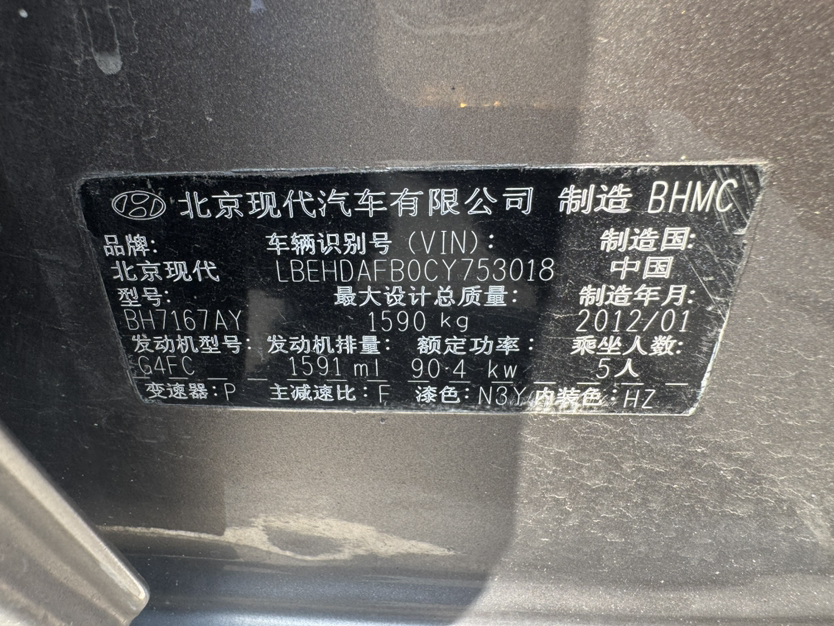 北京现代汽车有限公司 制造 BHMC
品牌: 车辆识别号 (VIN): 制造国:
北京现代 LBEHDAFB0CY753018 中国
型号: 最大设计总质量: 制造年月:
BH7167AY 1590 kg 2012/01
发动机型号: 发动机排量: 额定功率: 乘坐人数:
G4FC 1591 ml 90.4 kw 5人
变速器:P 主减速比:F 漆色:N3Y 内装色:HZ